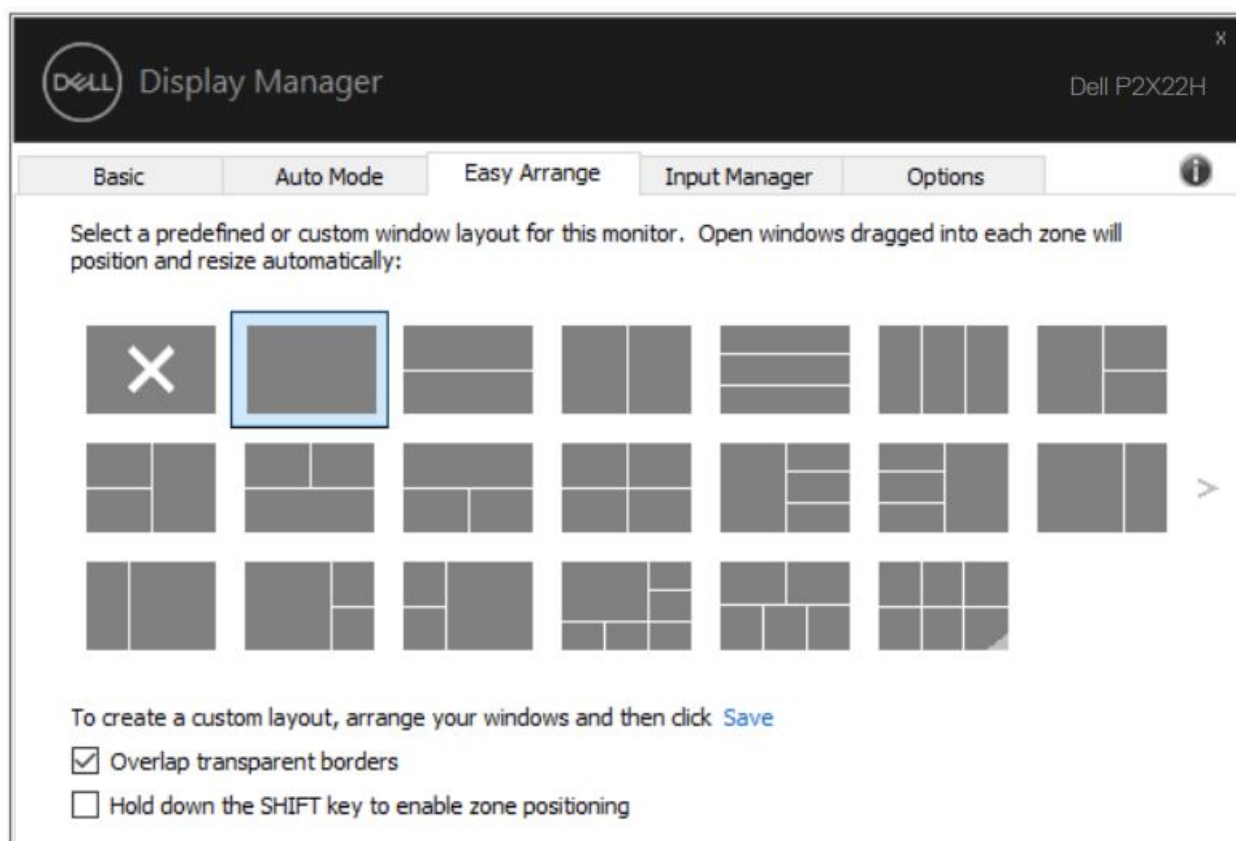 X
DELL Display Manager
Dell P2X22H
Basic Auto Mode Easy Arrange Input Manager Options
Select a predefined or custom window layout for this monitor. Open windows dragged into each zone will
position and resize automatically:
To create a custom layout, arrange your windows and then click Save
Overlap transparent borders
Hold down the SHIFT key to enable zone positioning